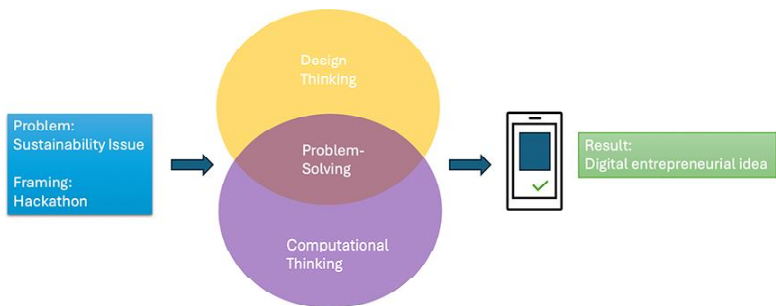 Problem:
Sustainability Issue
Framing:
Hackathon
Design
Thinking
Problem-
Solving
Computational
Thinking
Result:
Digital entrepreneurial idea